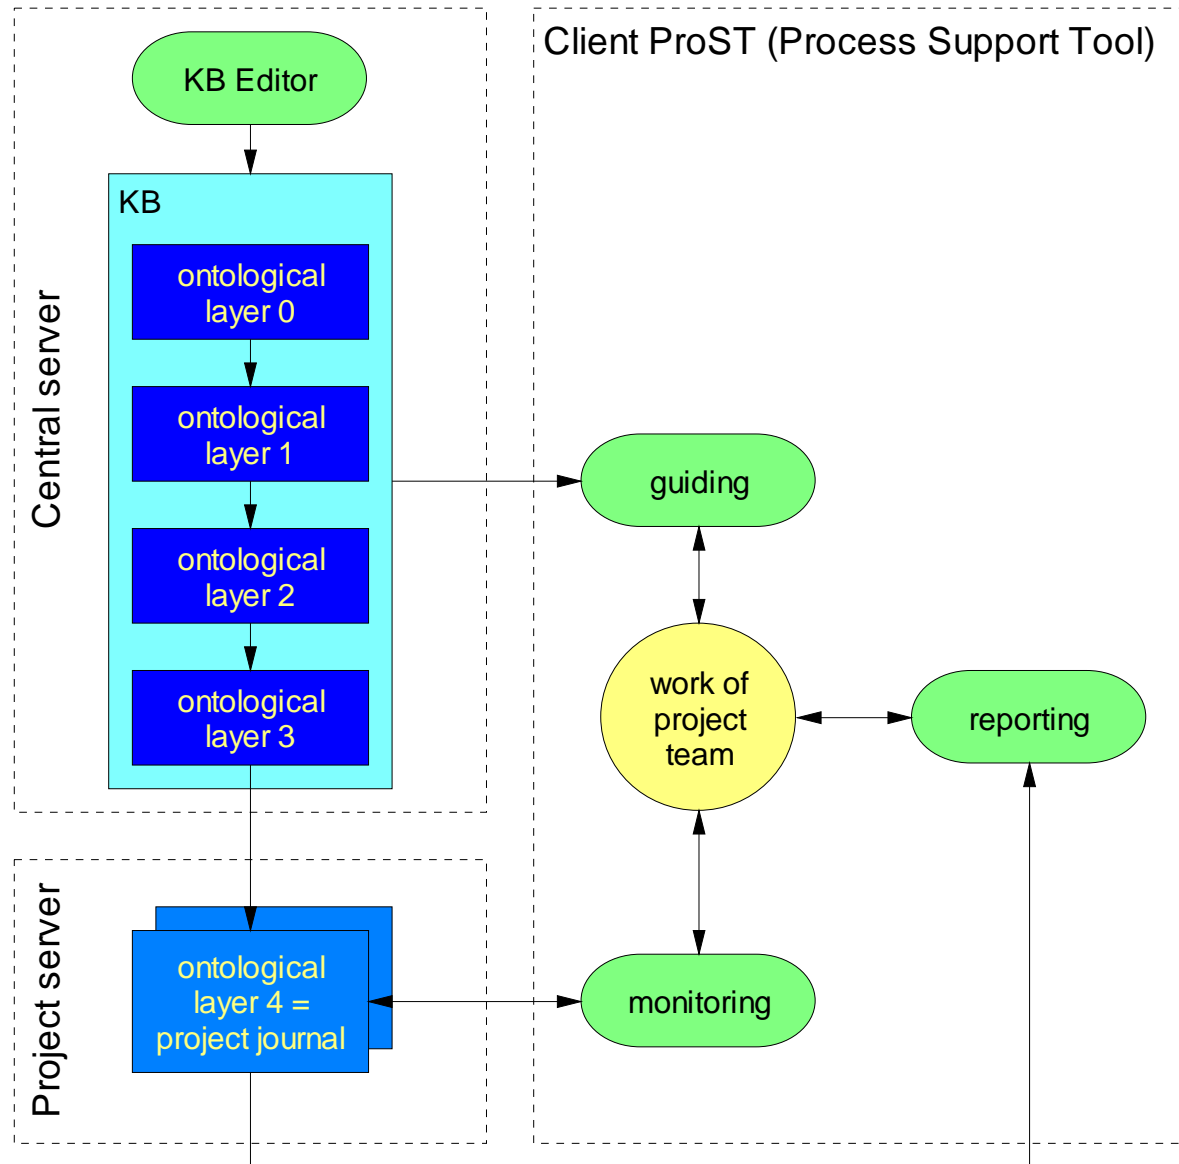 Client ProST (Process Support Tool)
KB Editor
KB
ontological
layer 0
ontological
layer 1
ontological
layer 2
ontological
layer 3
Central server
guiding
work of
project
team
reporting
monitoring
Project server
ontological
layer 4 =
project journal